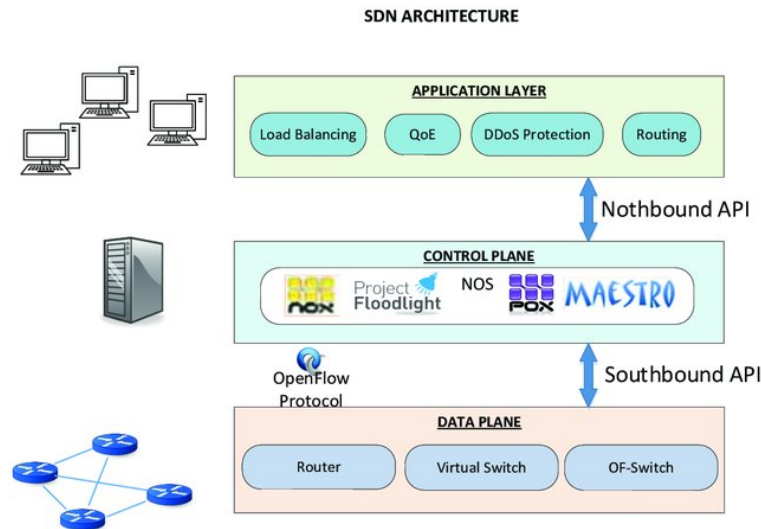 SDN ARCHITECTURE
APPLICATION LAYER
Load Balancing
QoE
DDoS Protection
Routing
Nothbound API
CONTROL PLANE
nox
Project
Floodlight
NOS
POX
MAESTRO
OpenFlow
Protocol
Southbound API
DATA PLANE
Router
Virtual Switch
OF-Switch